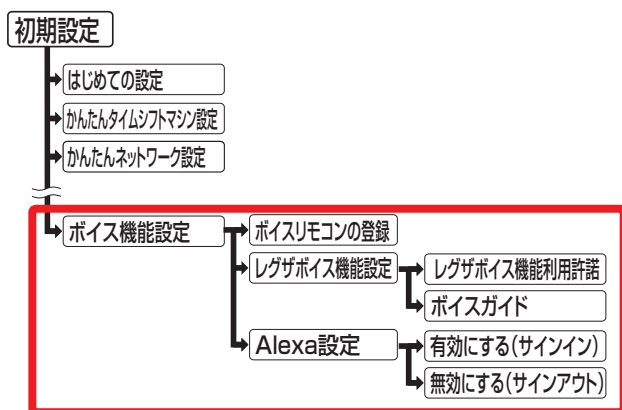 初期設定
はじめての設定
かんたんタイムシフトマシン設定
かんたんネットワーク設定
ボイス機能設定
ボイスリモコンの登録
レグザボイス機能設定
レグザボイス機能利用許諾
ボイスガイド
Alexa設定
有効にする(サインイン)
無効にする(サインアウト)